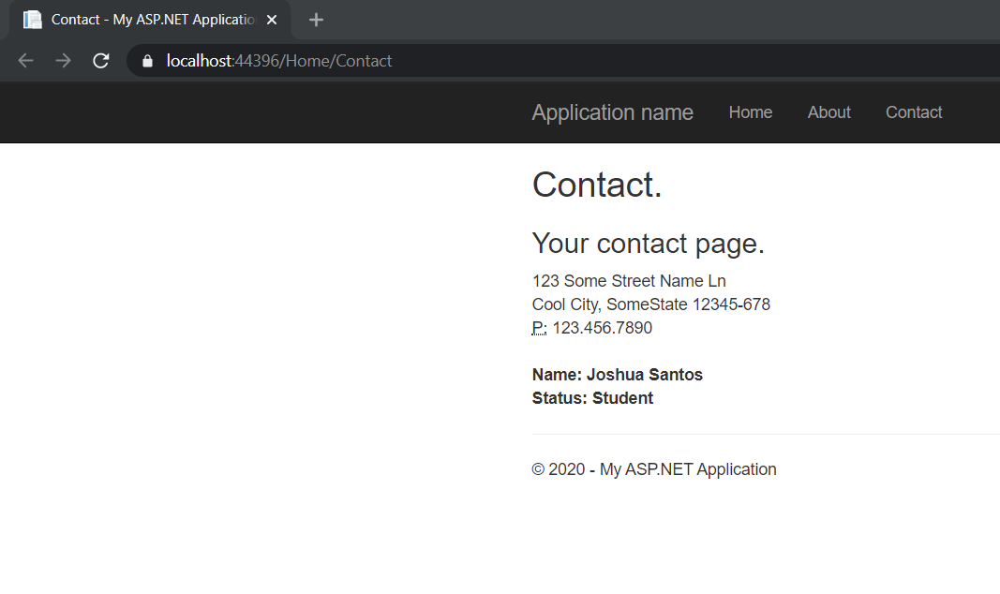 Contact - My ASP.NET Applicatio
localhost:44396/Home/Contact
Application name Home About Contact
Contact.
Your contact page.
123 Some Street Name Ln
Cool City, SomeState 12345-678
P: 123.456.7890
Name: Joshua Santos
Status: Student
© 2020 - My ASP.NET Application